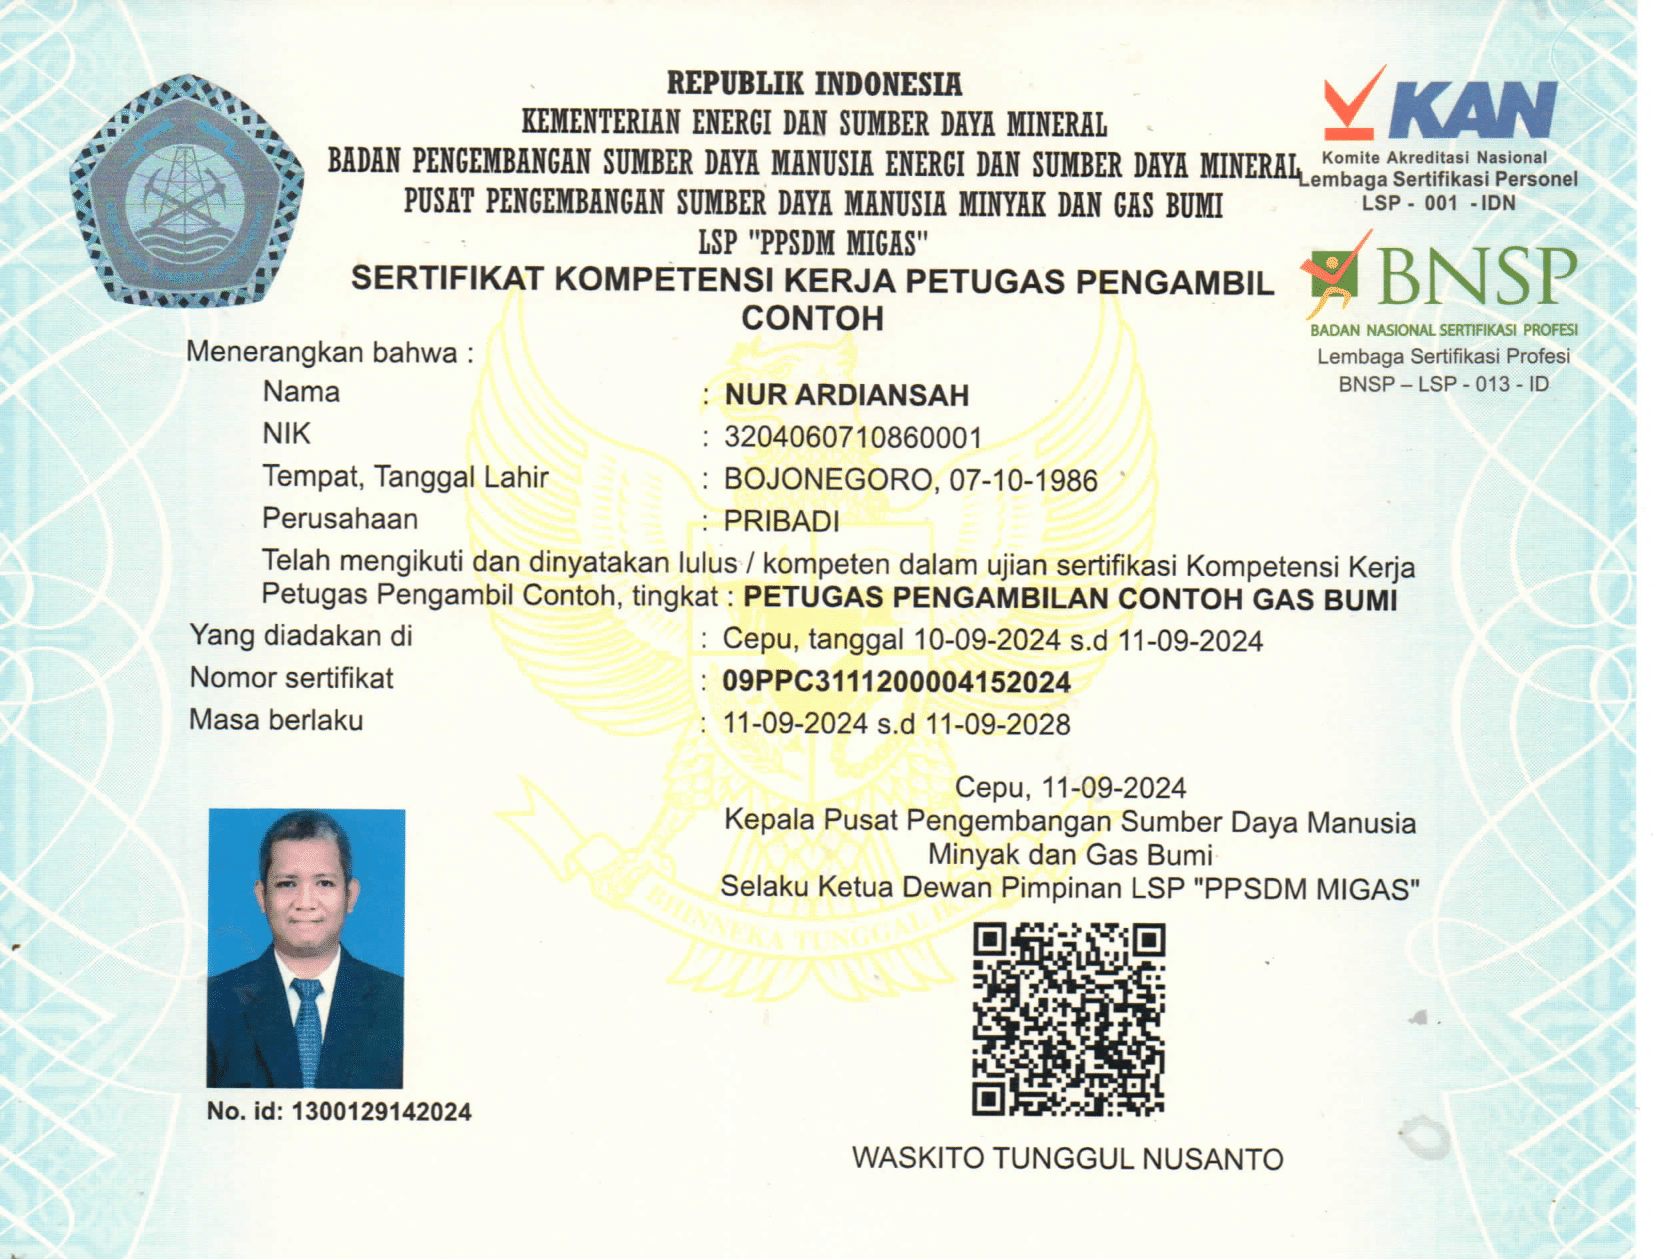 REPUBLIK INDONESIA
KEMENTERIAN ENERGI DAN SUMBER DAYA MINERAL
BADAN PENGEMBANGAN SUMBER DAYA MANUSIA ENERGI DAN SUMBER DAYA MINERAL
PUSAT PENGEMBANGAN SUMBER DAYA MANUSIA MINYAK DAN GAS BUMI
LSP "PPSDM MIGAS"
SERTIFIKAT KOMPETENSI KERJA PETUGAS PENGAMBIL
CONTOH
KAN
Komite Akreditasi Nasional
Lembaga Sertifikasi Personel
LSP - 001 - IDN
BNSP
BADAN NASIONAL SERTIFIKASI PROFESI
Lembaga Sertifikasi Profesi
BNSP – LSP - 013 - ID
Menerangkan bahwa :
Nama : NUR ARDIANSAH
NIK : 3204060710860001
Tempat, Tanggal Lahir : BOJONEGORO, 07-10-1986
Perusahaan : PRIBADI
Telah mengikuti dan dinyatakan lulus / kompeten dalam ujian sertifikasi Kompetensi Kerja
Petugas Pengambil Contoh, tingkat : PETUGAS PENGAMBILAN CONTOH GAS BUMI
Yang diadakan di : Cepu, tanggal 10-09-2024 s.d 11-09-2024
Nomor sertifikat : 09PPC3111200004152024
Masa berlaku : 11-09-2024 s.d 11-09-2028
Cepu, 11-09-2024
Kepala Pusat Pengembangan Sumber Daya Manusia
Minyak dan Gas Bumi
Selaku Ketua Dewan Pimpinan LSP "PPSDM MIGAS"
BHINNEKA TUNGGAL IKA
No. id: 1300129142024
WASKITO TUNGGUL NUSANTO